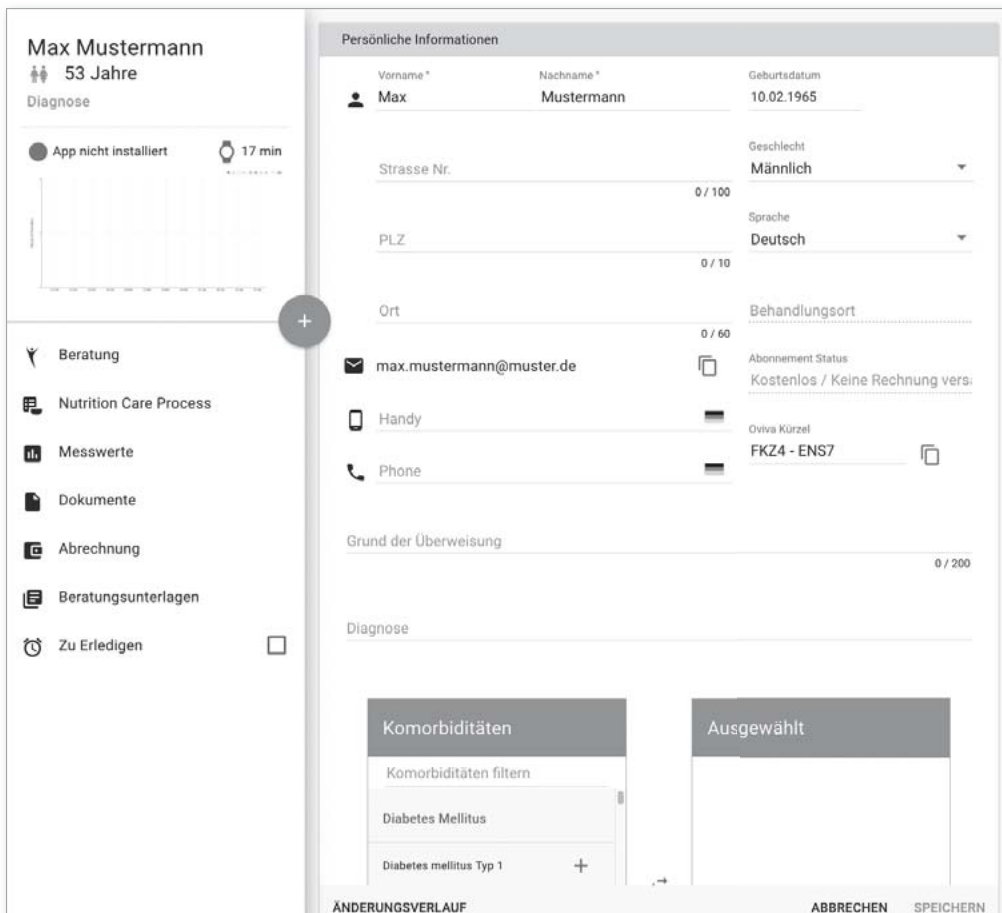 Max Mustermann
53 Jahre
Diagnose
App nicht installiert
17 min
Beratung
Nutrition Care Process
Messwerte
Dokumente
Abrechnung
Beratungsunterlagen
Zu Erledigen
Persönliche Informationen
Vorname * Nachname * Geburtsdatum
Max Mustermann 10.02.1965
Geschlecht
Strasse Nr. Männlich
0 / 100
Sprache
PLZ Deutsch
0 / 10
Ort Behandlungsort
0 / 60
Abonnement Status
max.mustermann@muster.de
Kostenlos / Keine Rechnung versa
Handy
Oviva Kürzel
FKZ4 - ENS7
Phone
Grund der Überweisung
0 / 200
Diagnose
Komorbiditäten Ausgewählt
Komorbiditäten filtern
Diabetes Mellitus
Diabetes mellitus Typ 1 +
ÄNDERUNGSVERLAUF ABBRECHEN SPEICHERN